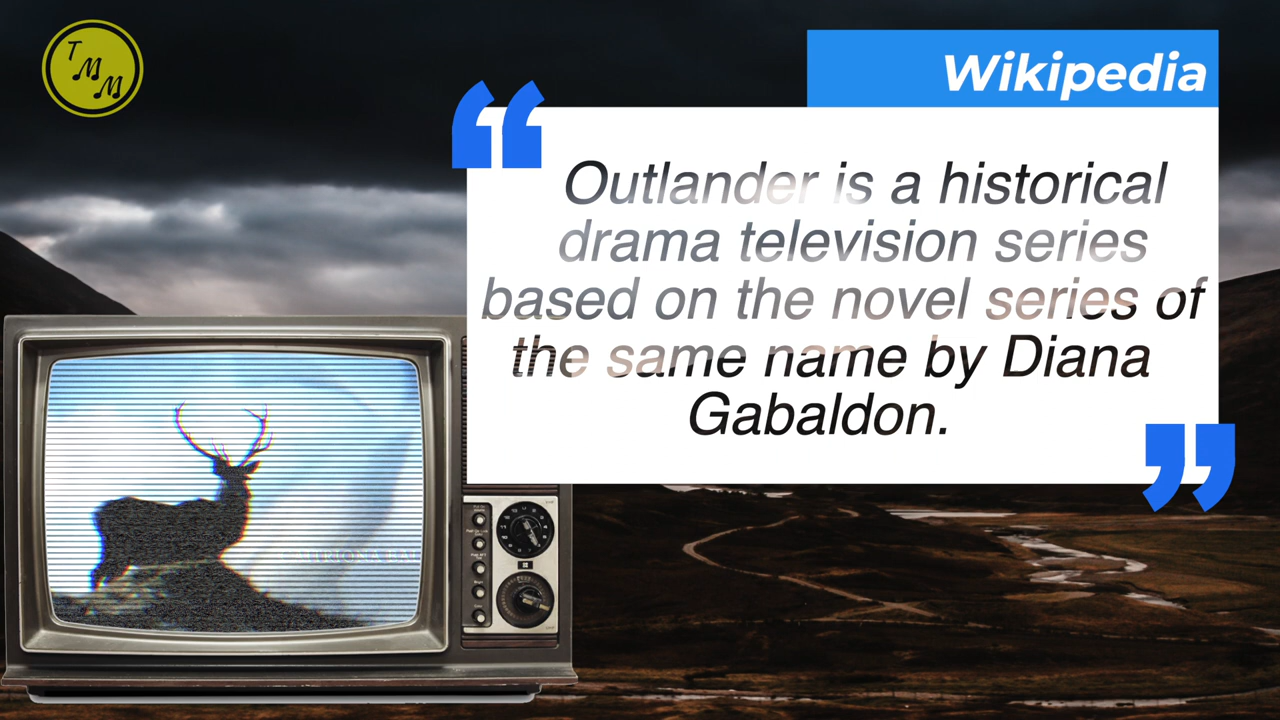 T
M
M
Wikipedia
“
Outlander is a historical
drama television series
based on the novel series of
the same name by Diana
Gabaldon.
”